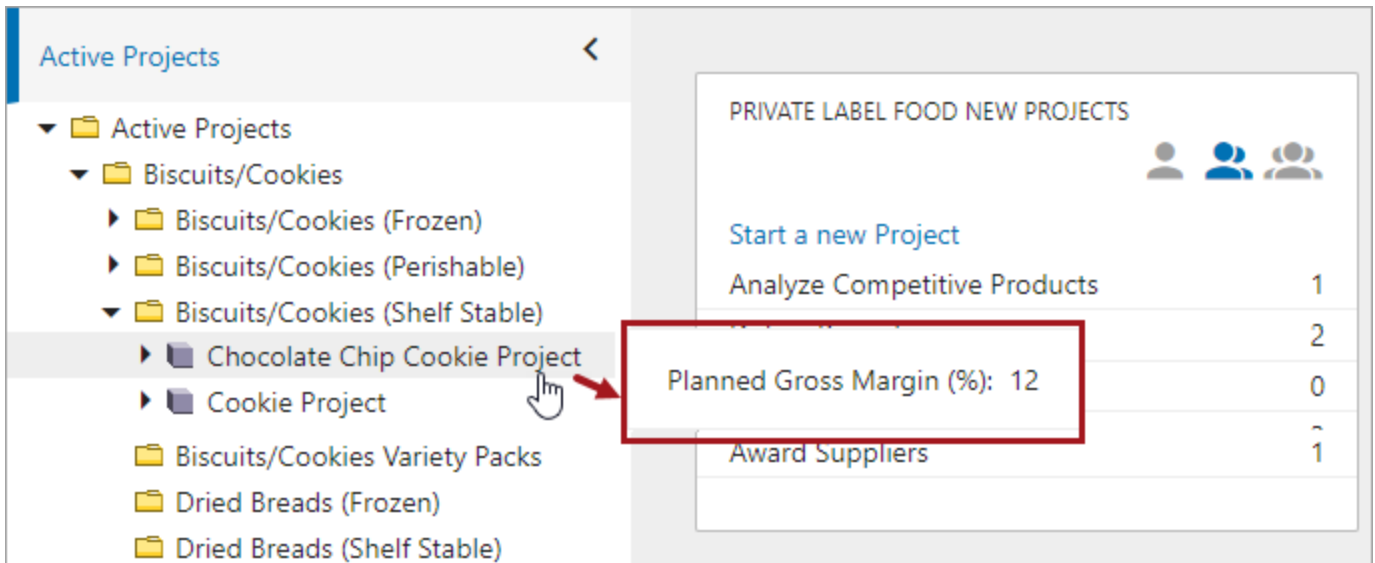 Active Projects
Active Projects
Biscuits/Cookies
Biscuits/Cookies (Frozen)
Biscuits/Cookies (Perishable)
Biscuits/Cookies (Shelf Stable)
Chocolate Chip Cookie Project
Cookie Project
Biscuits/Cookies Variety Packs
Dried Breads (Frozen)
Dried Breads (Shelf Stable)
PRIVATE LABEL FOOD NEW PROJECTS
Start a new Project
Analyze Competitive Products 1
2
Planned Gross Margin (%): 12
0
Award Suppliers 1